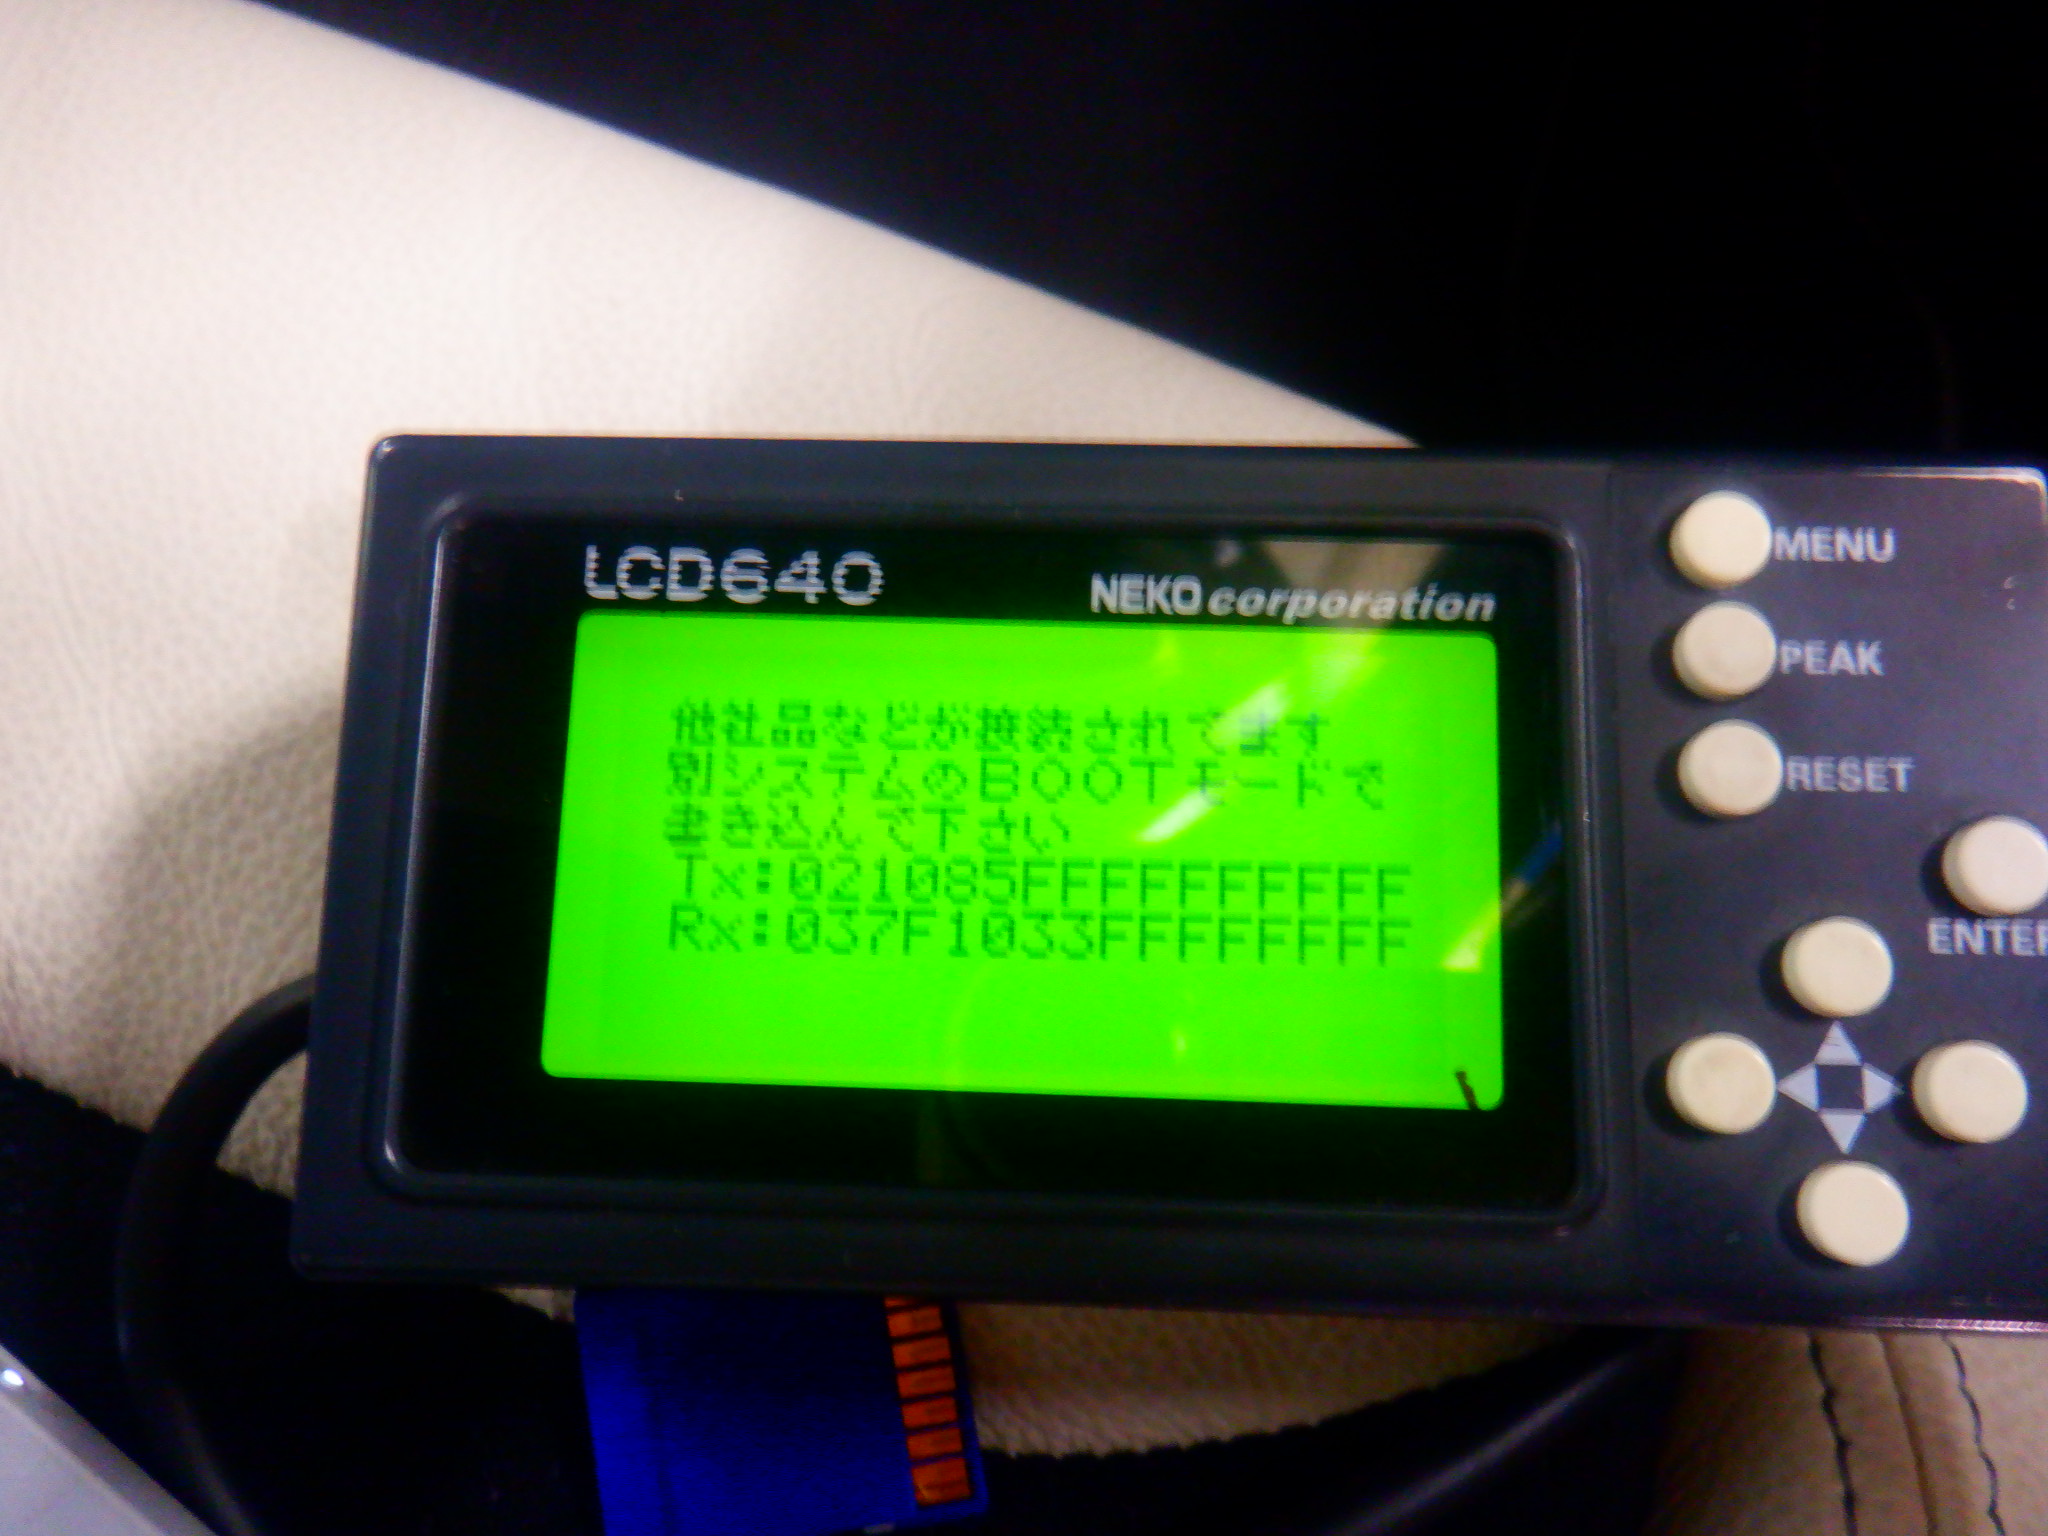 LCD640
NEKO corporation
他社品などが接続されてます
別システムのBOOTモードで
書き込んで下さい
Tx:021085FFFFFFFFFF
Rx:037F1033FFFFFFFF
MENU
PEAK
RESET
ENTER